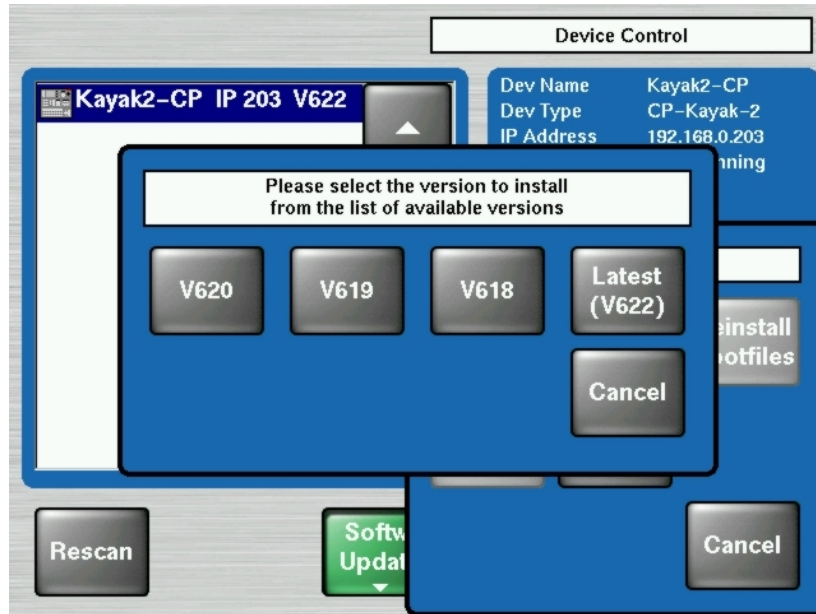 Device Control
Kayak2-CP IP 203 V622
Dev Name Kayak2-CP
Dev Type CP-Kayak-2
IP Address 192.168.0.203
Please select the version to install
from the list of available versions
V620
V619
V618
Latest
(V622)
Cancel
Rescan
Cancel